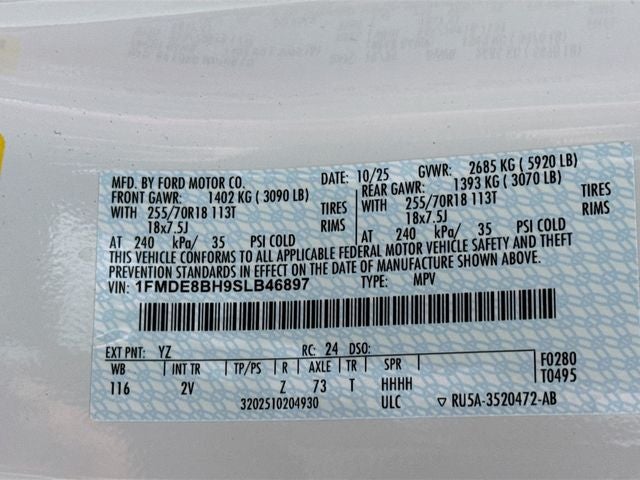 MFD. BY FORD MOTOR CO. DATE: 10/25 GVWR: 2685 KG ( 5920 LB)
FRONT GAWR: 1402 KG ( 3090 LB) REAR GAWR: 1393 KG ( 3070 LB)
WITH 255/70R18 113T TIRES WITH 255/70R18 113T TIRES
18x7.5J RIMS 18x7.5J RIMS
AT 240 kPa/ 35 PSI COLD AT 240 kPa/ 35 PSI COLD
THIS VEHICLE CONFORMS TO ALL APPLICABLE FEDERAL MOTOR VEHICLE SAFETY AND THEFT
PREVENTION STANDARDS IN EFFECT ON THE DATE OF MANUFACTURE SHOWN ABOVE.
VIN: 1FMDE8BH9SLB46897 TYPE: MPV
EXT PNT: YZ RC: 24 DSO: F0280
WB INT TR TP/PS R AXLE TR SPR T0495
116 2V Z 73 T HHHH
3202510204930 ULC ▽ RU5A-3520472-AB